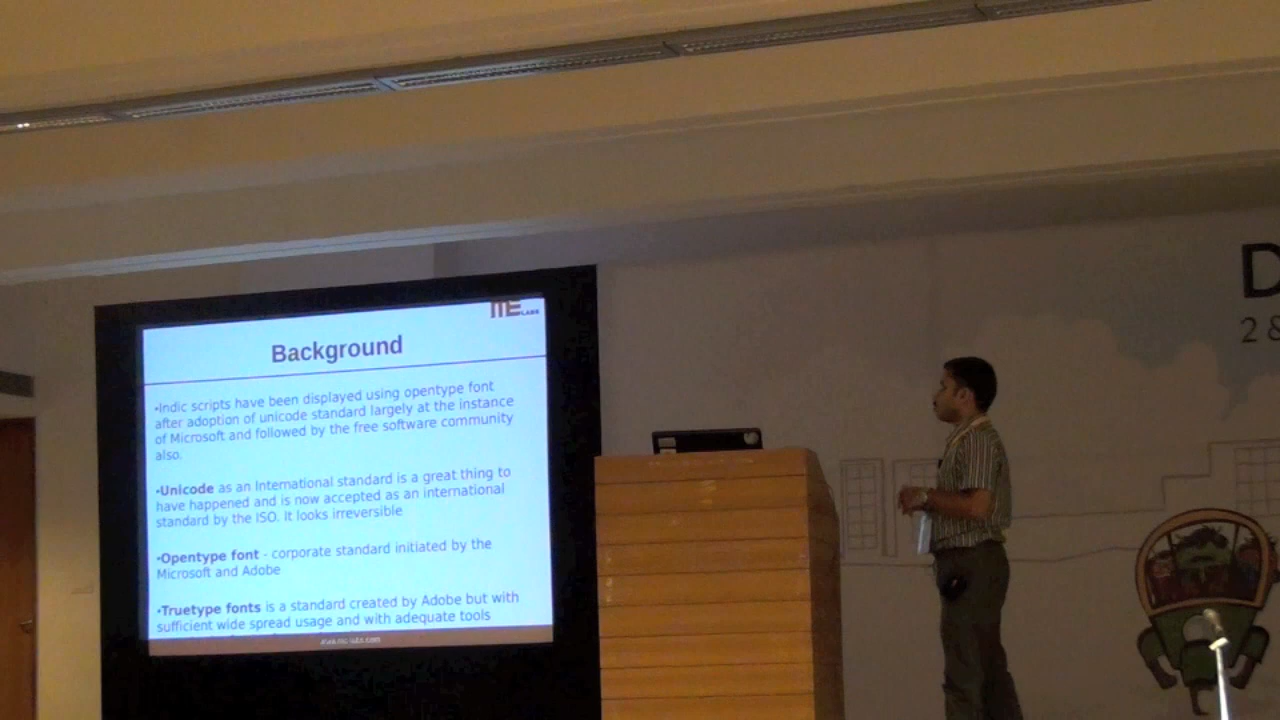 Background
•Indic scripts have been displayed using opentype font
after adoption of unicode standard largely at the instance
of Microsoft and followed by the free software community
also.
•Unicode as an International standard is a great thing to
have happened and is now accepted as an international
standard by the ISO. It looks irreversible
•Opentype font - corporate standard initiated by the
Microsoft and Adobe
•Truetype fonts is a standard created by Adobe but with
sufficient wide spread usage and with adequate tools
D
2 &